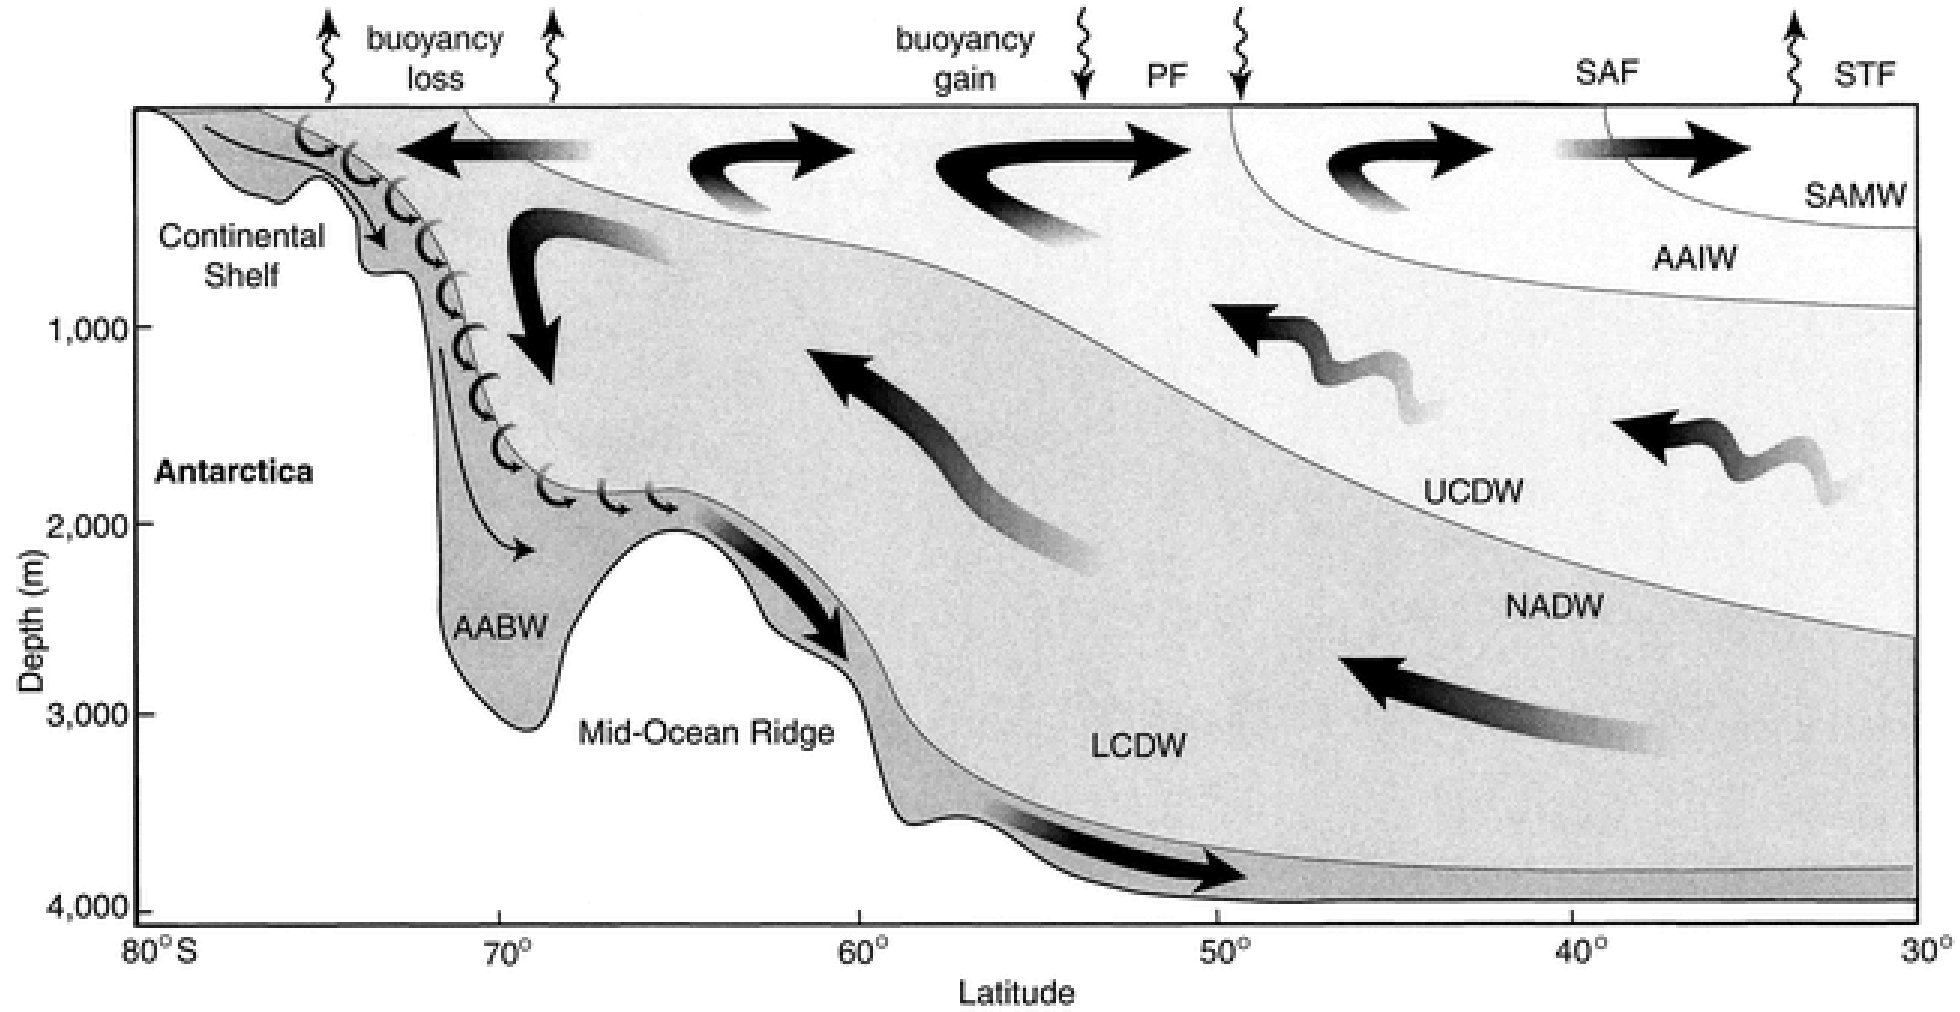 buoyancy
loss
buoyancy
gain
PF
SAF
STF
SAMW
Continental
Shelf
AAIW
1,000
Antarctica
UCDW
2,000
NADW
AABW
Depth (m)
3,000
Mid-Ocean Ridge
LCDW
4,000
80°S 70° 60° 50° 40° 30°
Latitude